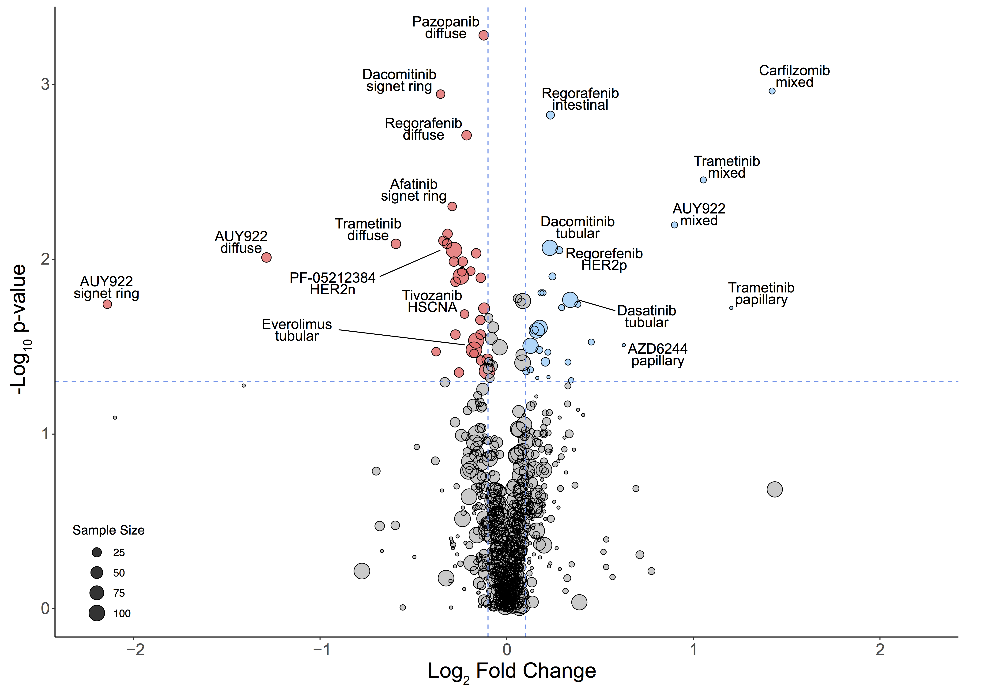 Pazopanib
diffuse
Dacomitinib
signet ring
Carfilzomib
mixed
Regorafenib
intestinal
Regorafenib
diffuse
Trametinib
mixed
Afatinib
signet ring
AUY922
mixed
Trametinib
diffuse
Dacomitinib
tubular
AUY922
diffuse
Regorefenib
HER2p
PF-05212384
HER2n
AUY922
signet ring
Tivozanib
HSCNA
Trametinib
papillary
Dasatinib
tubular
Everolimus
tubular
AZD6244
papillary
3
2
1
0
-Log10 p-value
Sample Size
25
50
75
100
−2 −1 0 1 2
Log2 Fold Change